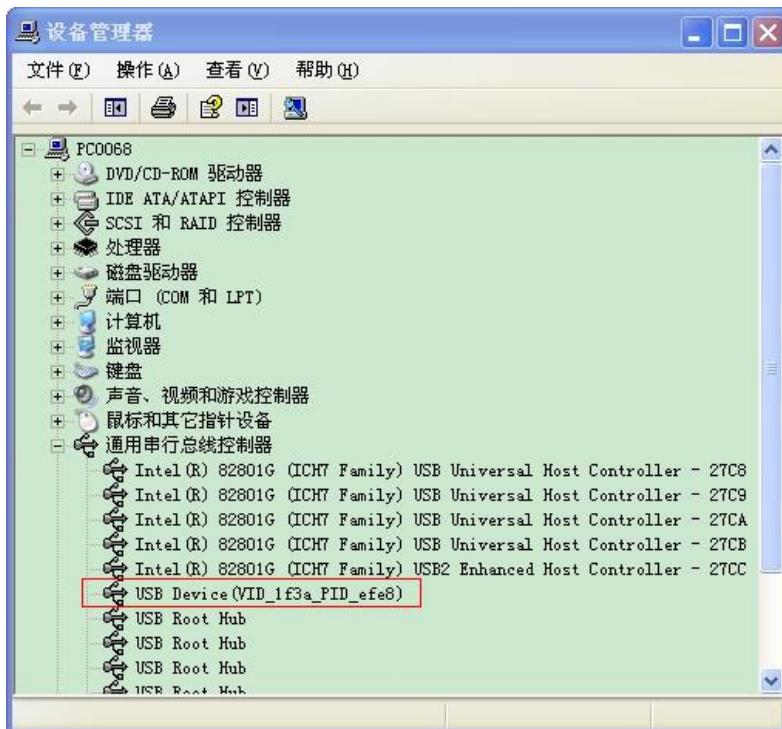 设备管理器
文件(F) 操作(A) 查看(V) 帮助(H)
PC0068
DVD/CD-ROM 驱动器
IDE ATA/ATAPI 控制器
SCSI 和 RAID 控制器
处理器
磁盘驱动器
端口 (COM 和 LPT)
计算机
监视器
键盘
声音、视频和游戏控制器
鼠标和其它指针设备
通用串行总线控制器
Intel(R) 82801G (ICH7 Family) USB Universal Host Controller - 27C8
Intel(R) 82801G (ICH7 Family) USB Universal Host Controller - 27C9
Intel(R) 82801G (ICH7 Family) USB Universal Host Controller - 27CA
Intel(R) 82801G (ICH7 Family) USB Universal Host Controller - 27CB
Intel(R) 82801G (ICH7 Family) USB2 Enhanced Host Controller - 27CC
USB Device(VID_1f3a_PID_efe8)
USB Root Hub
USB Root Hub
USB Root Hub
USB Root Hub